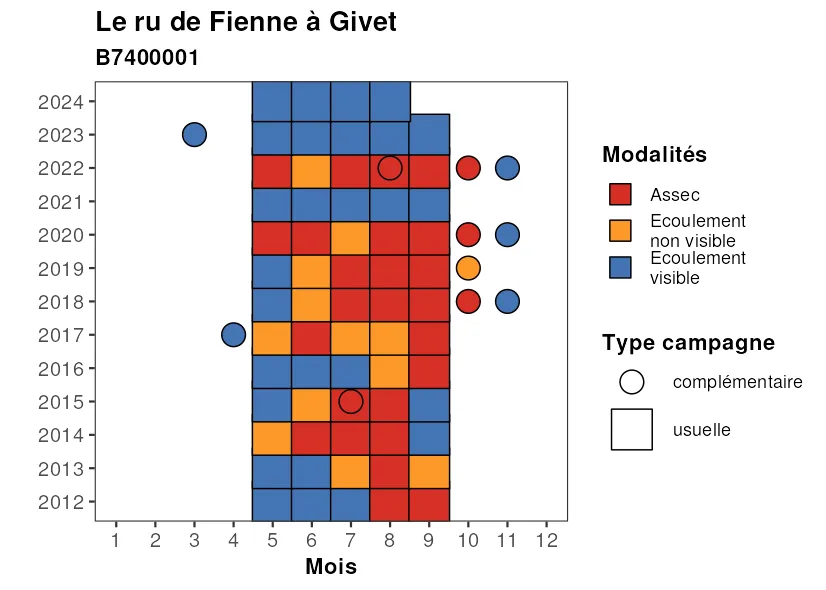 Le ru de Fienne à Givet
B7400001
2024
2023
2022
2021
2020
2019
2018
2017
2016
2015
2014
2013
2012
1 2 3 4 5 6 7 8 9 10 11 12
Mois
Modalités
Assec
Ecoulement
non visible
Ecoulement
visible
Type campagne
complémentaire
usuelle